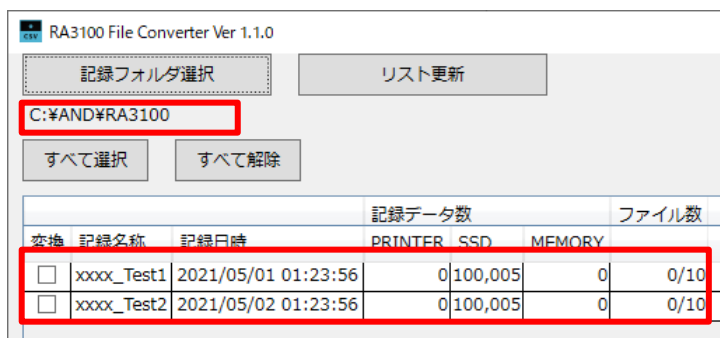 CSV
RA3100 File Converter Ver 1.1.0
記録フォルダ選択 リスト更新
C:¥AND¥RA3100
すべて選択 すべて解除
記録データ数 ファイル数
変換 記録名称 記録日時 PRINTER SSD MEMORY
xxxx_Test1 2021/05/01 01:23:56 0 100,005 0 0/10
xxxx_Test2 2021/05/02 01:23:56 0 100,005 0 0/10